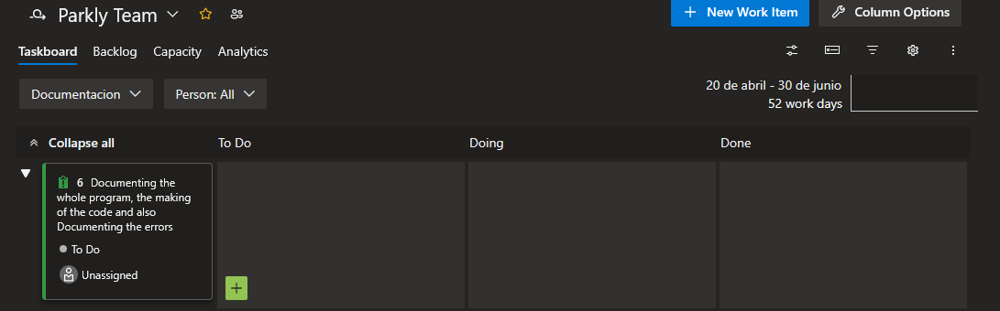 Parkly Team
New Work Item
Column Options
Taskboard Backlog Capacity Analytics
Documentacion
Person: All
20 de abril - 30 de junio
52 work days
Collapse all
To Do
Doing
Done
6 Documenting the
whole program, the making
of the code and also
Documenting the errors
To Do
Unassigned